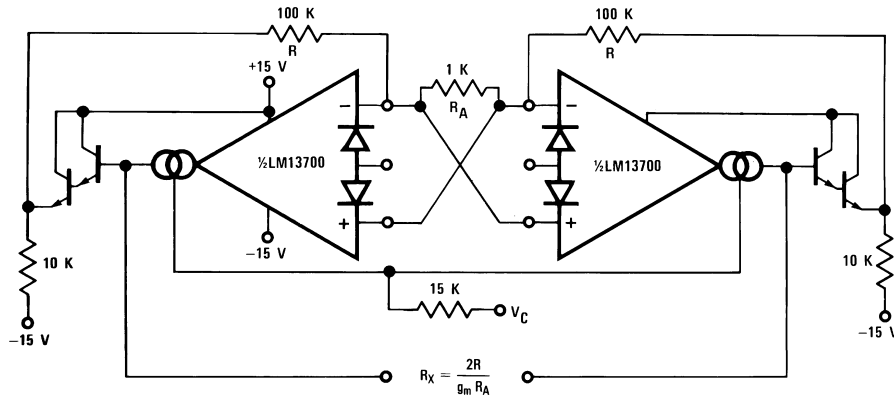 100 K
R
100 K
R
+15 V
1 K
R_A
−
−
½LM13700
½LM13700
+
+
−15 V
10 K
10 K
15 K
V_C
−15 V
−15 V
R_X = 2R / g_m R_A